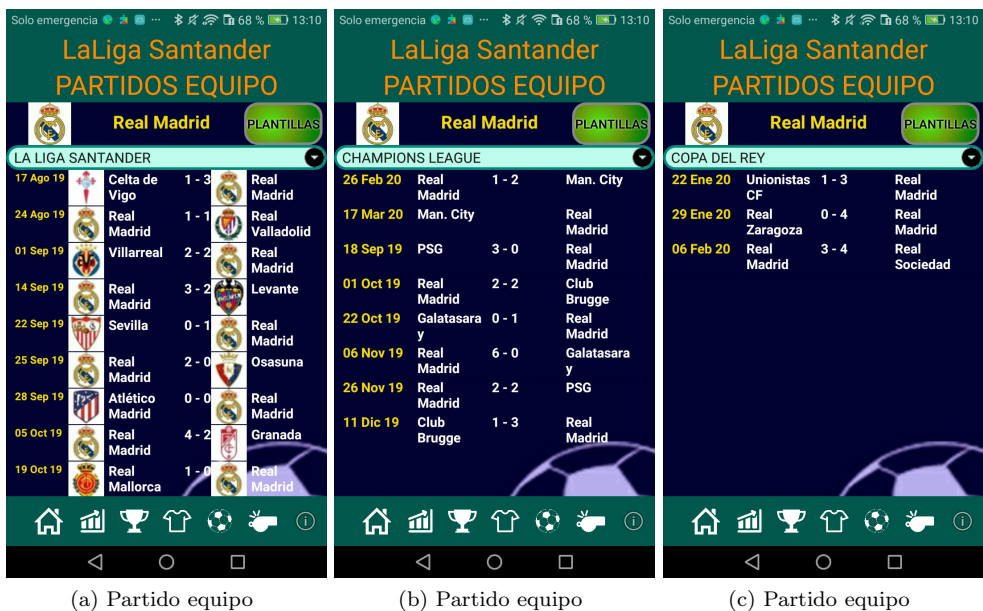 Solo emergencia ... 68 % 13:10
LaLiga Santander
PARTIDOS EQUIPO
Real Madrid
PLANTILLAS
LA LIGA SANTANDER
17 Ago 19 Celta de 1 - 3 Real
Vigo Madrid
24 Ago 19 Real 1 - 1 Real
Madrid Valladolid
01 Sep 19 Villarreal 2 - 2 Real
Madrid
14 Sep 19 Real 3 - 2 Levante
Madrid
22 Sep 19 Sevilla 0 - 1 Real
Madrid
25 Sep 19 Real 2 - 0 Osasuna
Madrid
28 Sep 19 Atlético 0 - 0 Real
Madrid Madrid
05 Oct 19 Real 4 - 2 Granada
Madrid
19 Oct 19 Real 1 - 0 Real
Mallorca Madrid
(a) Partido equipo
Solo emergencia ... 68 % 13:10
LaLiga Santander
PARTIDOS EQUIPO
Real Madrid
PLANTILLAS
CHAMPIONS LEAGUE
26 Feb 20 Real 1 - 2 Man. City
Madrid
17 Mar 20 Man. City Real
Madrid
18 Sep 19 PSG 3 - 0 Real
Madrid
01 Oct 19 Real 2 - 2 Club
Madrid Brugge
22 Oct 19 Galatasara 0 - 1 Real
y Madrid
06 Nov 19 Real 6 - 0 Galatasara
Madrid y
26 Nov 19 Real 2 - 2 PSG
Madrid
11 Dic 19 Club 1 - 3 Real
Brugge Madrid
(b) Partido equipo
Solo emergencia ... 68 % 13:10
LaLiga Santander
PARTIDOS EQUIPO
Real Madrid
PLANTILLAS
COPA DEL REY
22 Ene 20 Unionistas 1 - 3 Real
CF Madrid
29 Ene 20 Real 0 - 4 Real
Zaragoza Madrid
06 Feb 20 Real 3 - 4 Real
Madrid Sociedad
(c) Partido equipo